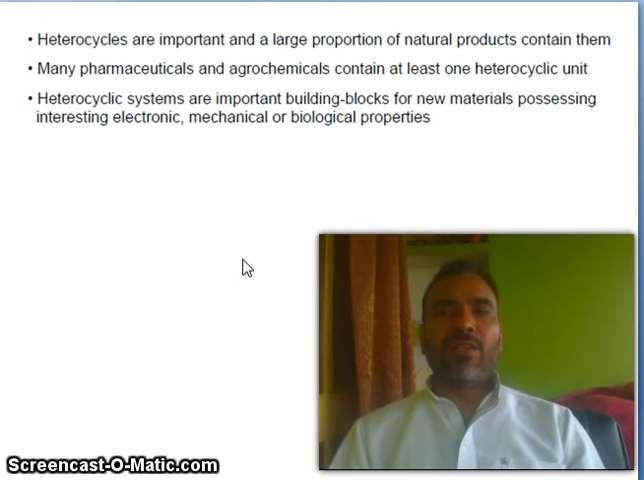 • Heterocycles are important and a large proportion of natural products contain them
• Many pharmaceuticals and agrochemicals contain at least one heterocyclic unit
• Heterocyclic systems are important building-blocks for new materials possessing
interesting electronic, mechanical or biological properties
Screencast-O-Matic.com